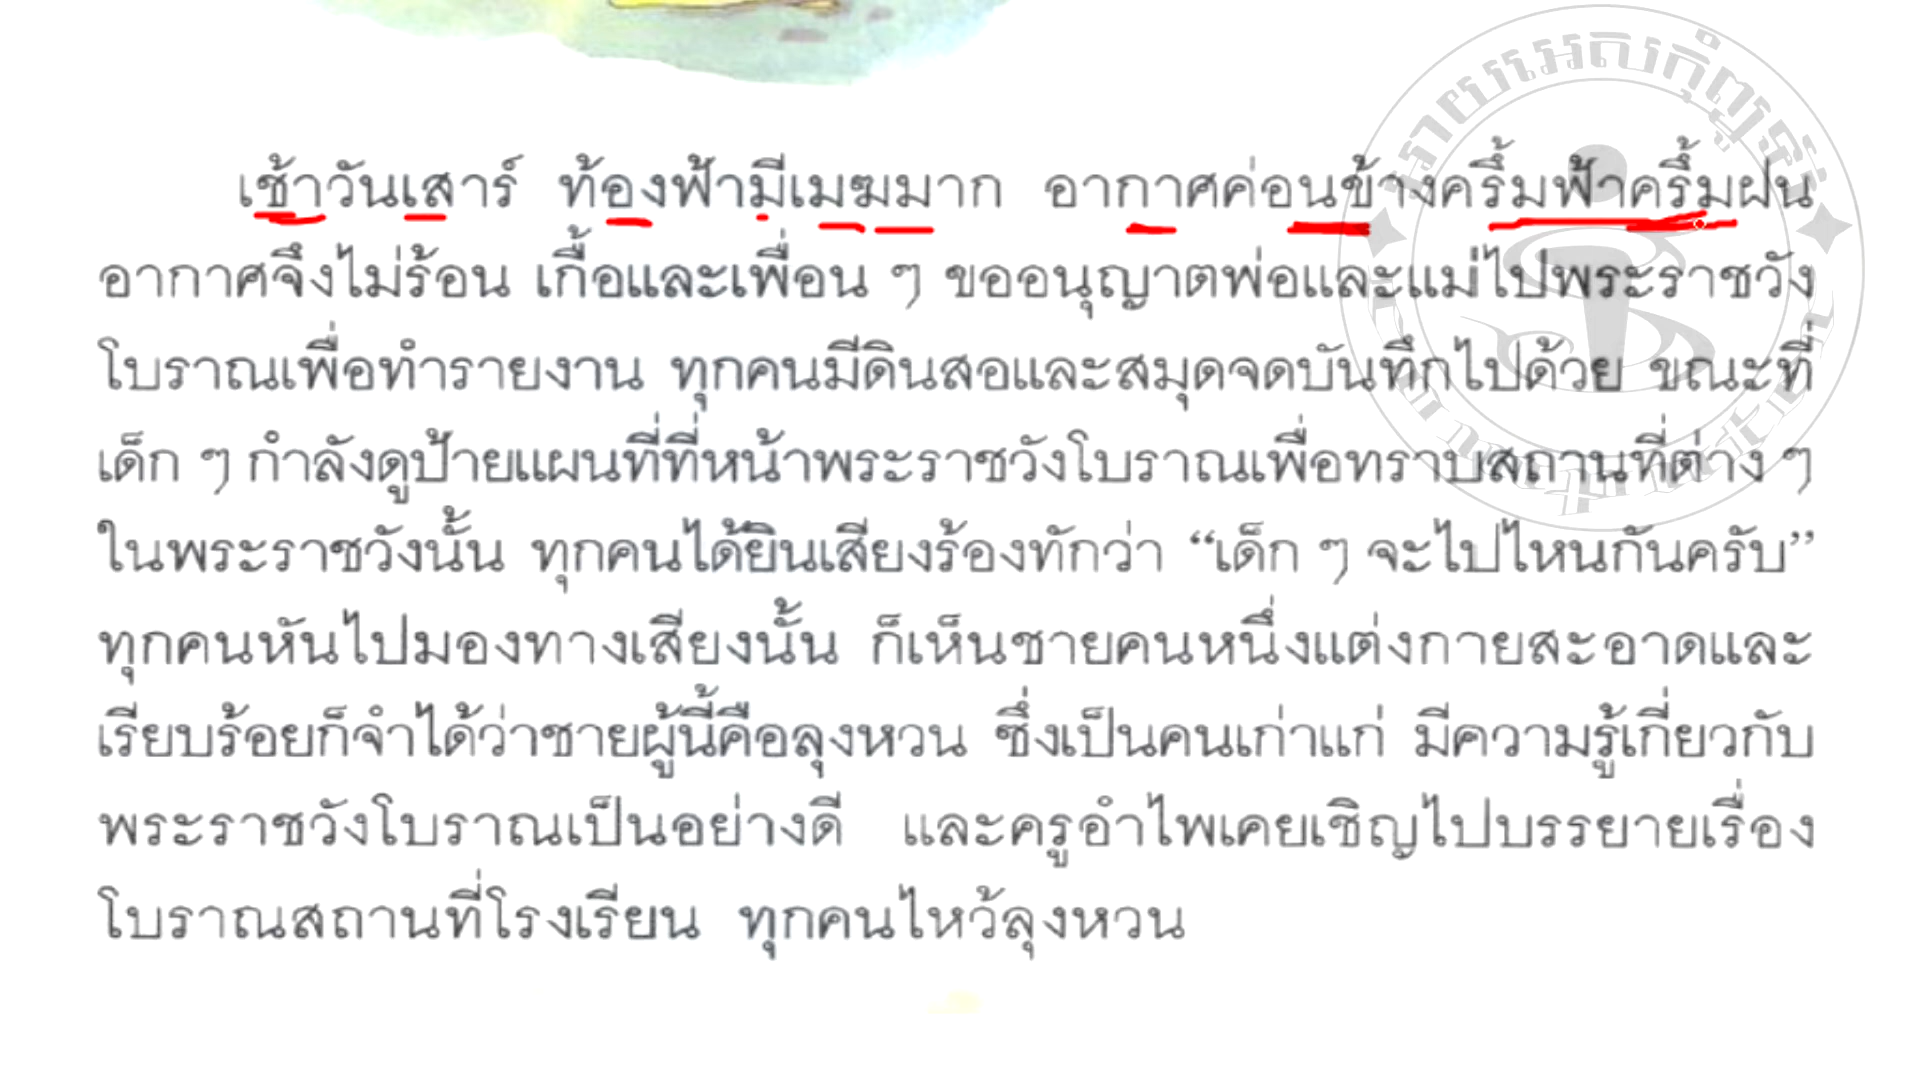 เช้าวันเสาร์ ท้องฟ้ามีเมฆมาก อากาศค่อนข้างครึ้มฟ้าครึ้มฝน
อากาศจึงไม่ร้อน เกื้อและเพื่อน ๆ ขออนุญาตพ่อและแม่ไปพระราชวัง
โบราณเพื่อทำรายงาน ทุกคนมีดินสอและสมุดจดบันทึกไปด้วย ขณะที่
เด็ก ๆ กำลังดูป้ายแผนที่ที่หน้าพระราชวังโบราณเพื่อทราบสถานที่ต่าง ๆ
ในพระราชวังนั้น ทุกคนได้ยินเสียงร้องทักว่า “เด็ก ๆ จะไปไหนกันครับ”
ทุกคนหันไปมองทางเสียงนั้น ก็เห็นชายคนหนึ่งแต่งกายสะอาดและ
เรียบร้อยก็จำได้ว่าชายผู้นี้คือลุงหวน ซึ่งเป็นคนเก่าแก่ มีความรู้เกี่ยวกับ
พระราชวังโบราณเป็นอย่างดี และครูอำไพเคยเชิญไปบรรยายเรื่อง
โบราณสถานที่โรงเรียน ทุกคนไหว้ลุงหวน